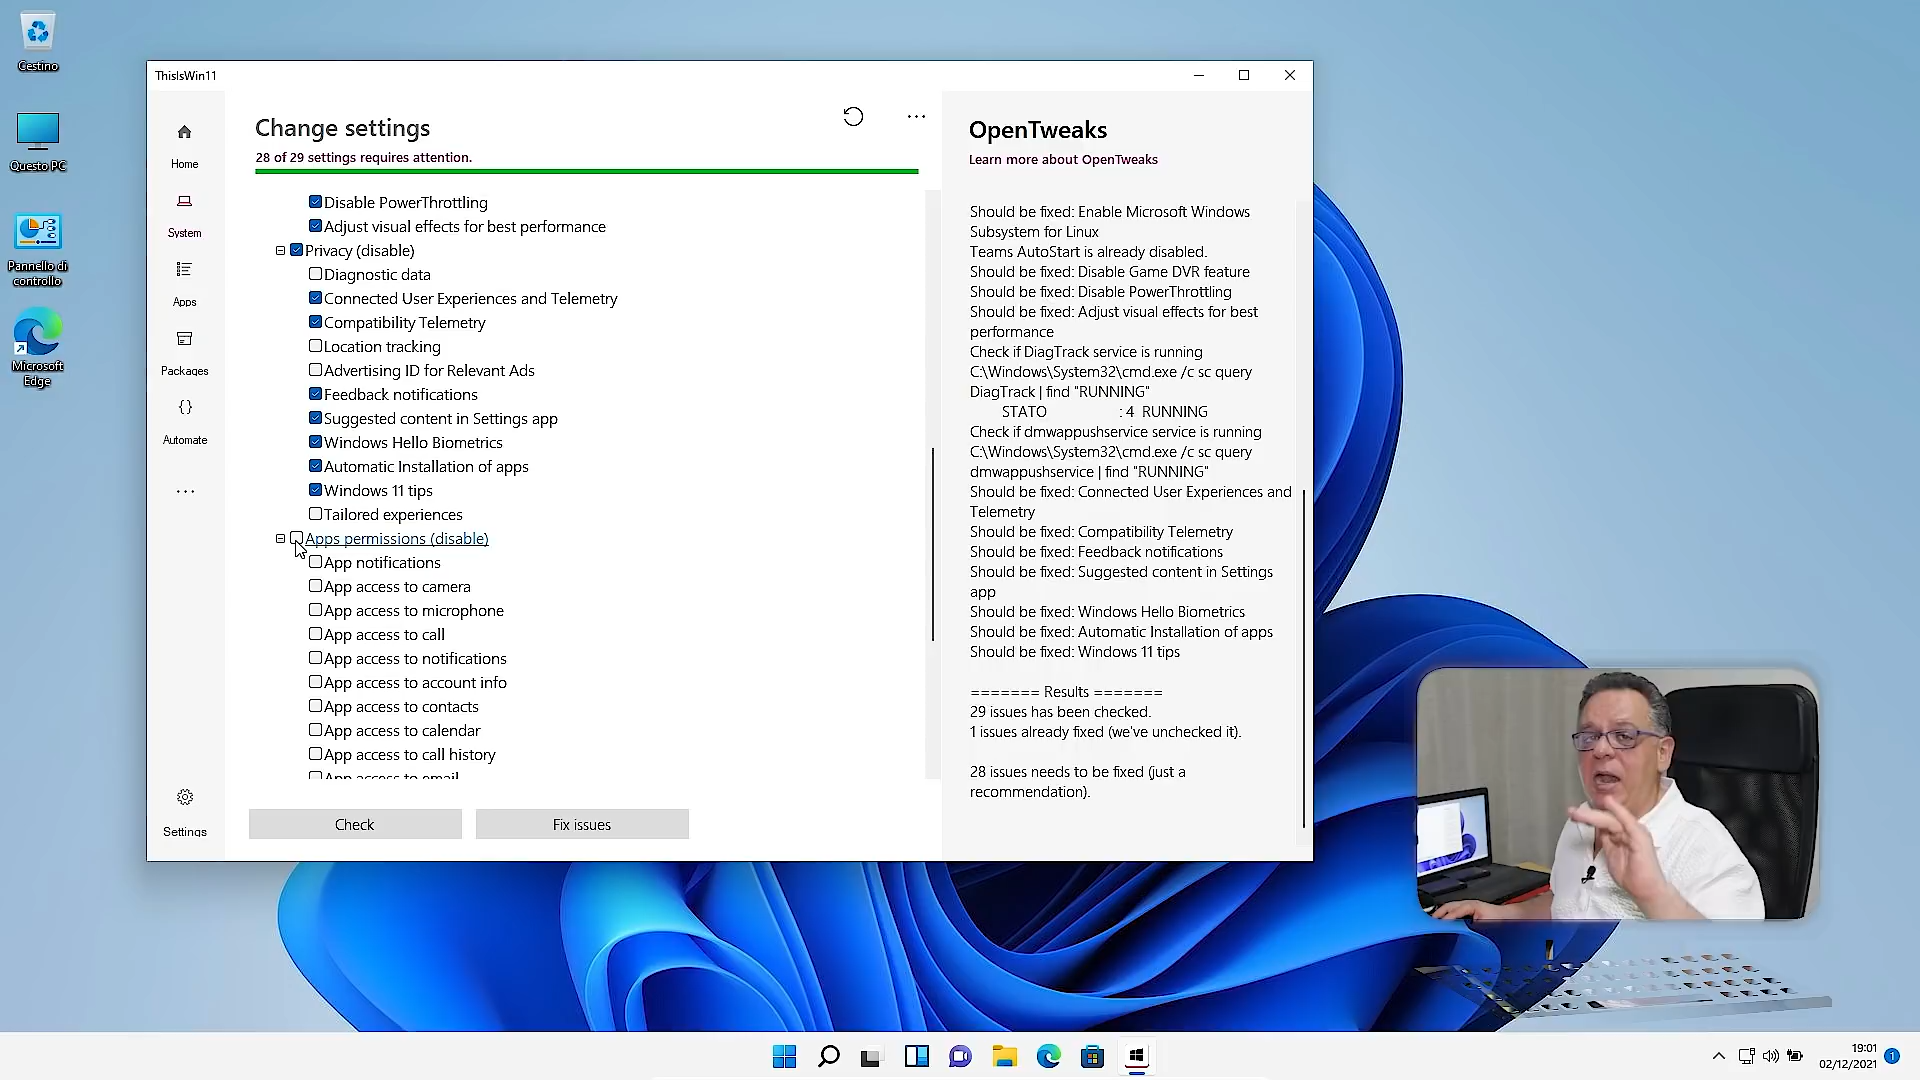 Cestino
Questo PC
Pannello di
controllo
Microsoft
Edge
ThisIsWin11
Home
System
Apps
Packages
Automate
Settings
Change settings
28 of 29 settings requires attention.
Disable PowerThrottling
Adjust visual effects for best performance
Privacy (disable)
Diagnostic data
Connected User Experiences and Telemetry
Compatibility Telemetry
Location tracking
Advertising ID for Relevant Ads
Feedback notifications
Suggested content in Settings app
Windows Hello Biometrics
Automatic Installation of apps
Windows 11 tips
Tailored experiences
Apps permissions (disable)
App notifications
App access to camera
App access to microphone
App access to call
App access to notifications
App access to account info
App access to contacts
App access to calendar
App access to call history
App access to email
Check
Fix issues
OpenTweaks
Learn more about OpenTweaks
Should be fixed: Enable Microsoft Windows
Subsystem for Linux
Teams AutoStart is already disabled.
Should be fixed: Disable Game DVR feature
Should be fixed: Disable PowerThrottling
Should be fixed: Adjust visual effects for best
performance
Check if DiagTrack service is running
C:\Windows\System32\cmd.exe /c sc query
DiagTrack | find "RUNNING"
STATO : 4 RUNNING
Check if dmwappushservice service is running
C:\Windows\System32\cmd.exe /c sc query
dmwappushservice | find "RUNNING"
Should be fixed: Connected User Experiences and
Telemetry
Should be fixed: Compatibility Telemetry
Should be fixed: Feedback notifications
Should be fixed: Suggested content in Settings
app
Should be fixed: Windows Hello Biometrics
Should be fixed: Automatic Installation of apps
Should be fixed: Windows 11 tips
======= Results =======
29 issues has been checked.
1 issues already fixed (we've unchecked it).
28 issues needs to be fixed (just a
recommendation).
19:01
02/12/2021
1